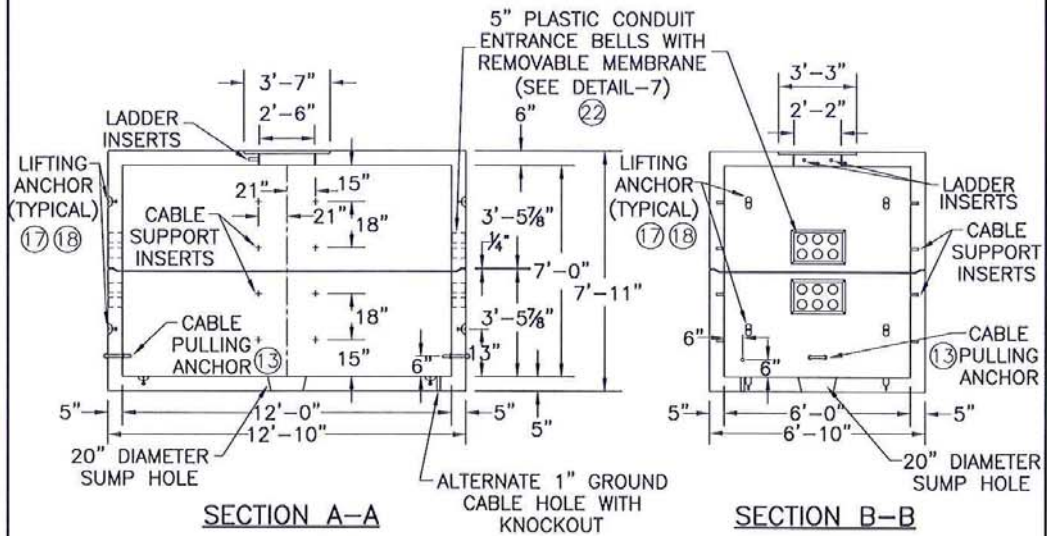 5" PLASTIC CONDUIT
ENTRANCE BELLS WITH
REMOVABLE MEMBRANE
(SEE DETAIL-7)
22
3'-7"
2'-6"
6"
LADDER
INSERTS
LIFTING
ANCHOR
(TYPICAL)
17 18
21"
21"
15"
18"
CABLE
SUPPORT
INSERTS
3'-5⅞"
¼"
7'-0"
7'-11"
18"
3'-5⅞"
CABLE
PULLING
ANCHOR 13
15"
6"
13"
5"
12'-0"
5"
12'-10"
5"
20" DIAMETER
SUMP HOLE
ALTERNATE 1" GROUND
CABLE HOLE WITH
KNOCKOUT
SECTION A-A
3'-3"
2'-2"
LIFTING
ANCHOR
(TYPICAL)
17 18
LADDER
INSERTS
CABLE
SUPPORT
INSERTS
6"
6"
CABLE
13 PULLING
ANCHOR
5"
6'-0"
5"
6'-10"
20" DIAMETER
SUMP HOLE
SECTION B-B